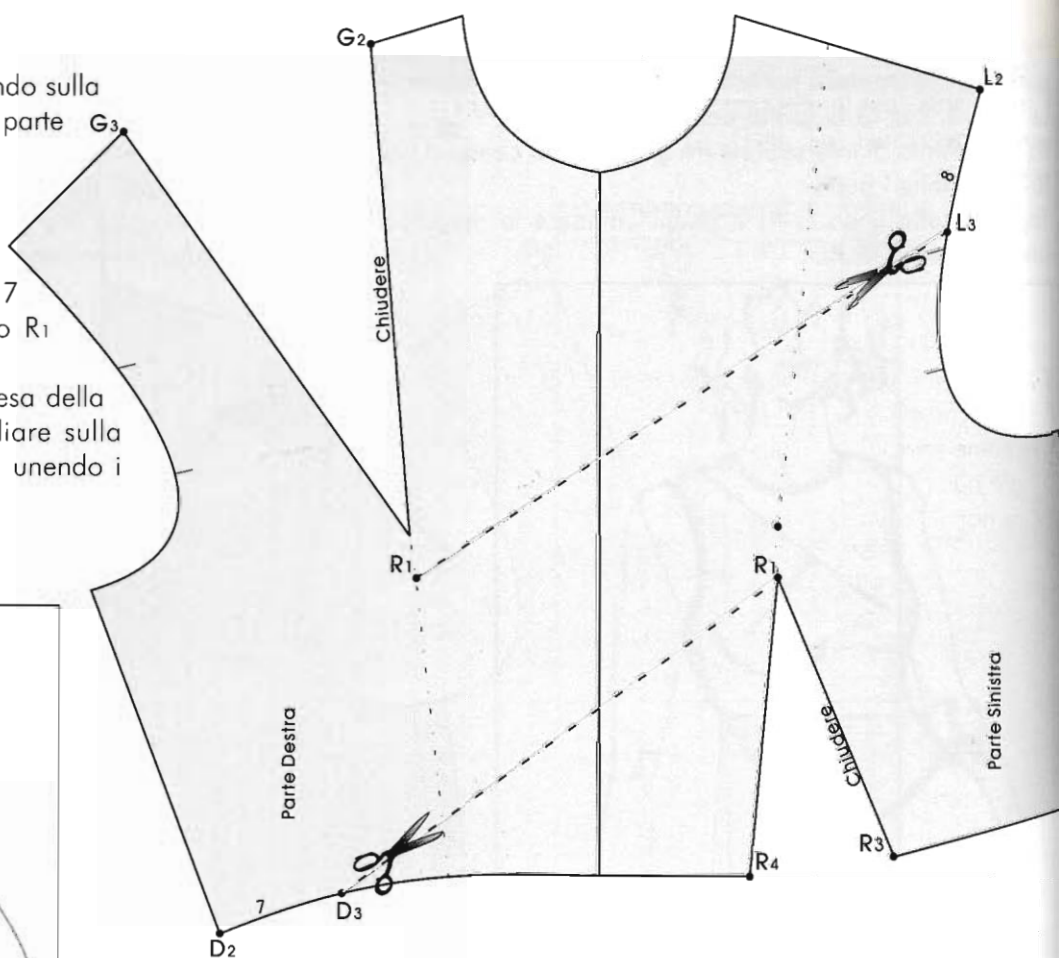 ndo sulla
parte
7
o R1
esa della
liare sulla
unendo i
G2
G3
L2
8
L3
Chiudere
R1
R1
Parte Destra
Chiudere
Parte Sinistra
R3
R4
7
D3
D2